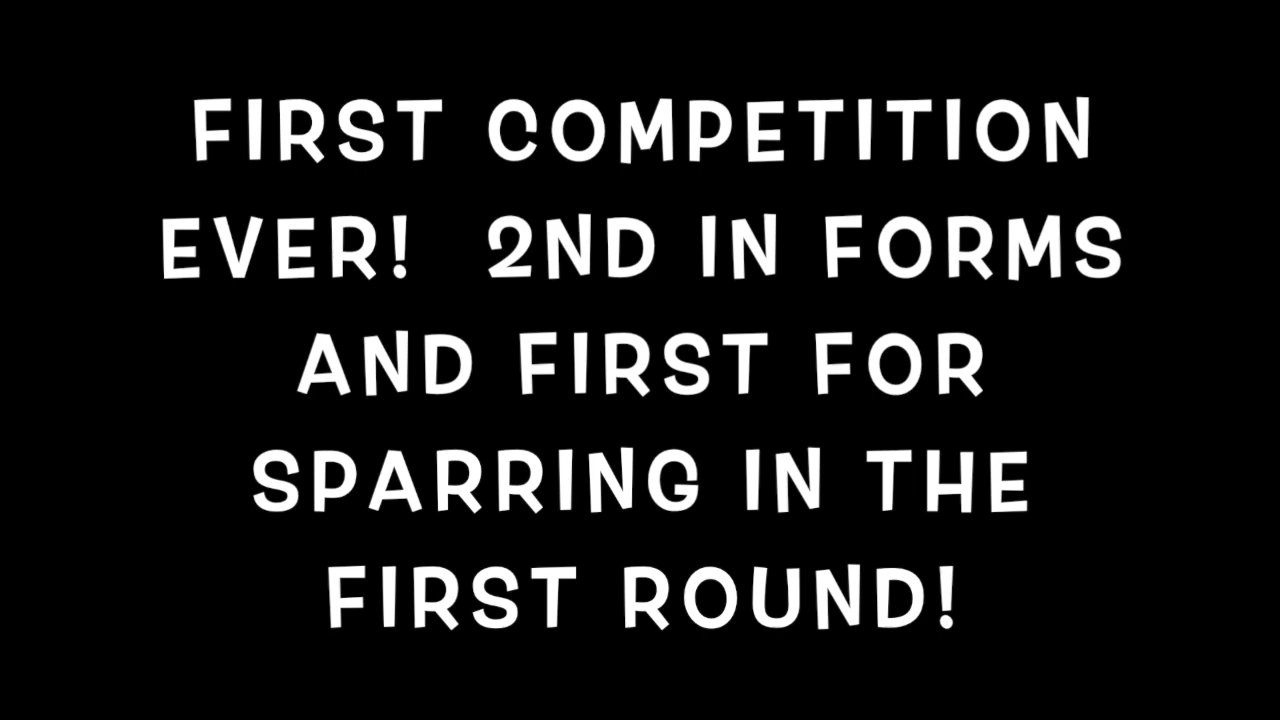 FIRST COMPETITION
EVER!  2ND IN FORMS
AND FIRST FOR
SPARRING IN THE
FIRST ROUND!